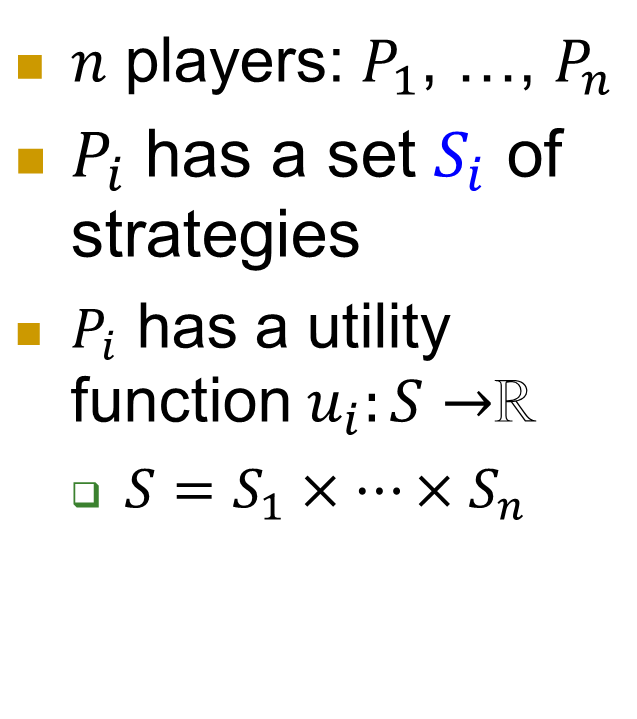 n players: P₁, …, Pₙ
Pᵢ has a set Sᵢ of
strategies
Pᵢ has a utility
function uᵢ: S → ℝ
S = S₁ × ⋯ × Sₙ